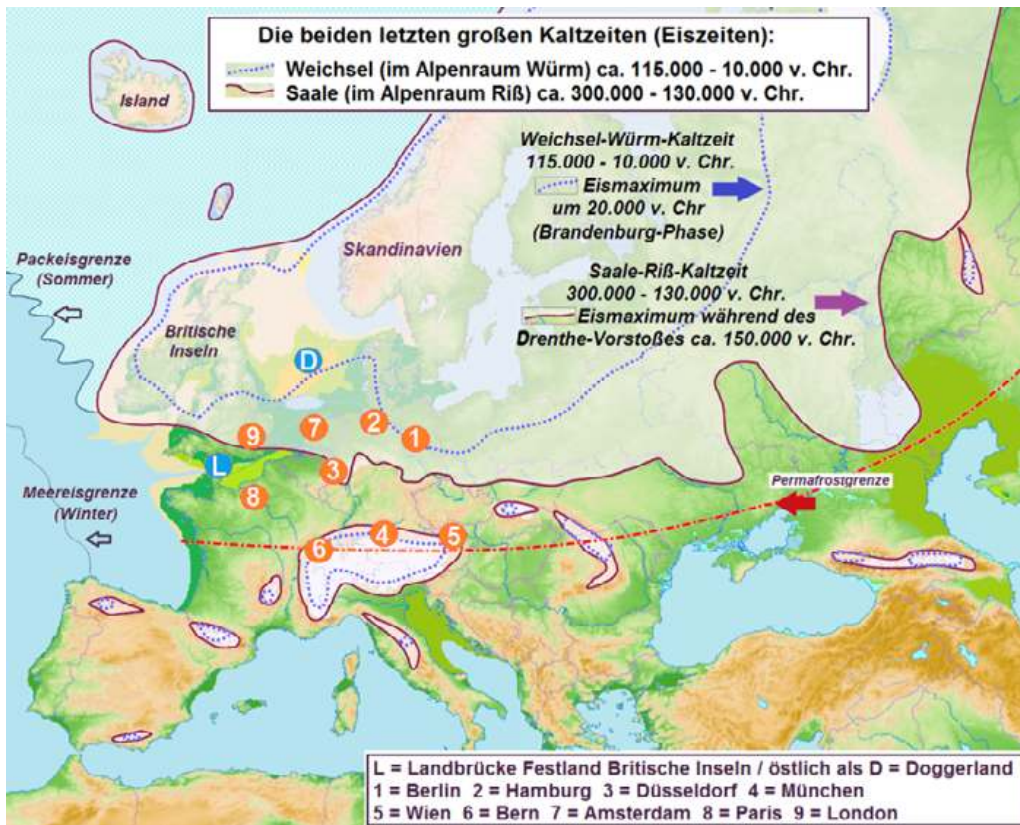 Die beiden letzten großen Kaltzeiten (Eiszeiten):
Weichsel (im Alpenraum Würm) ca. 115.000 - 10.000 v. Chr.
Saale (im Alpenraum Riß) ca. 300.000 - 130.000 v. Chr.
Island
Weichsel-Würm-Kaltzeit
115.000 - 10.000 v. Chr.
Eismaximum
um 20.000 v. Chr
(Brandenburg-Phase)
Skandinavien
Packeisgrenze
(Sommer)
Saale-Riß-Kaltzeit
300.000 - 130.000 v. Chr.
Eismaximum während des
Drenthe-Vorstoßes ca. 150.000 v. Chr.
Britische
Inseln
D
2
7
9
1
L
3
8
Meereisgrenze
(Winter)
Permafrostgrenze
4
5
6
L = Landbrücke Festland Britische Inseln / östlich als D = Doggerland
1 = Berlin 2 = Hamburg 3 = Düsseldorf 4 = München
5 = Wien 6 = Bern 7 = Amsterdam 8 = Paris 9 = London